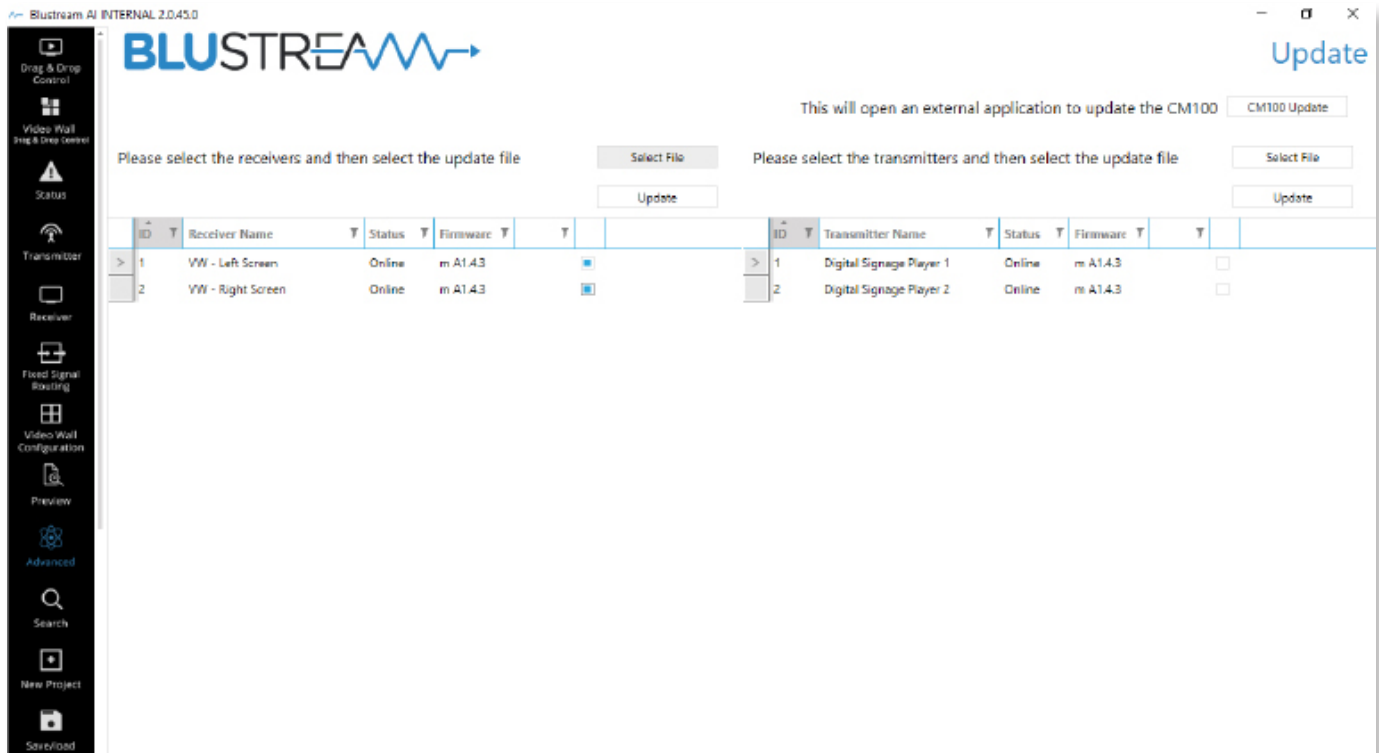 Blustream AI INTERNAL 2.0.45.0
BLUSTREAM
Update
This will open an external application to update the CM100
CM100 Update
Please select the receivers and then select the update file
Select File
Update
Please select the transmitters and then select the update file
Select File
Update
ID Receiver Name Status Firmware
1 VW - Left Screen Online m A1.4.3
2 VW - Right Screen Online m A1.4.3
ID Transmitter Name Status Firmware
1 Digital Signage Player 1 Online m A1.4.3
2 Digital Signage Player 2 Online m A1.4.3
Drag & Drop
Control
Video Wall
Drag & Drop Control
Status
Transmitter
Receiver
Fixed Signal
Routing
Video Wall
Configuration
Preview
Advanced
Search
New Project
Save/load